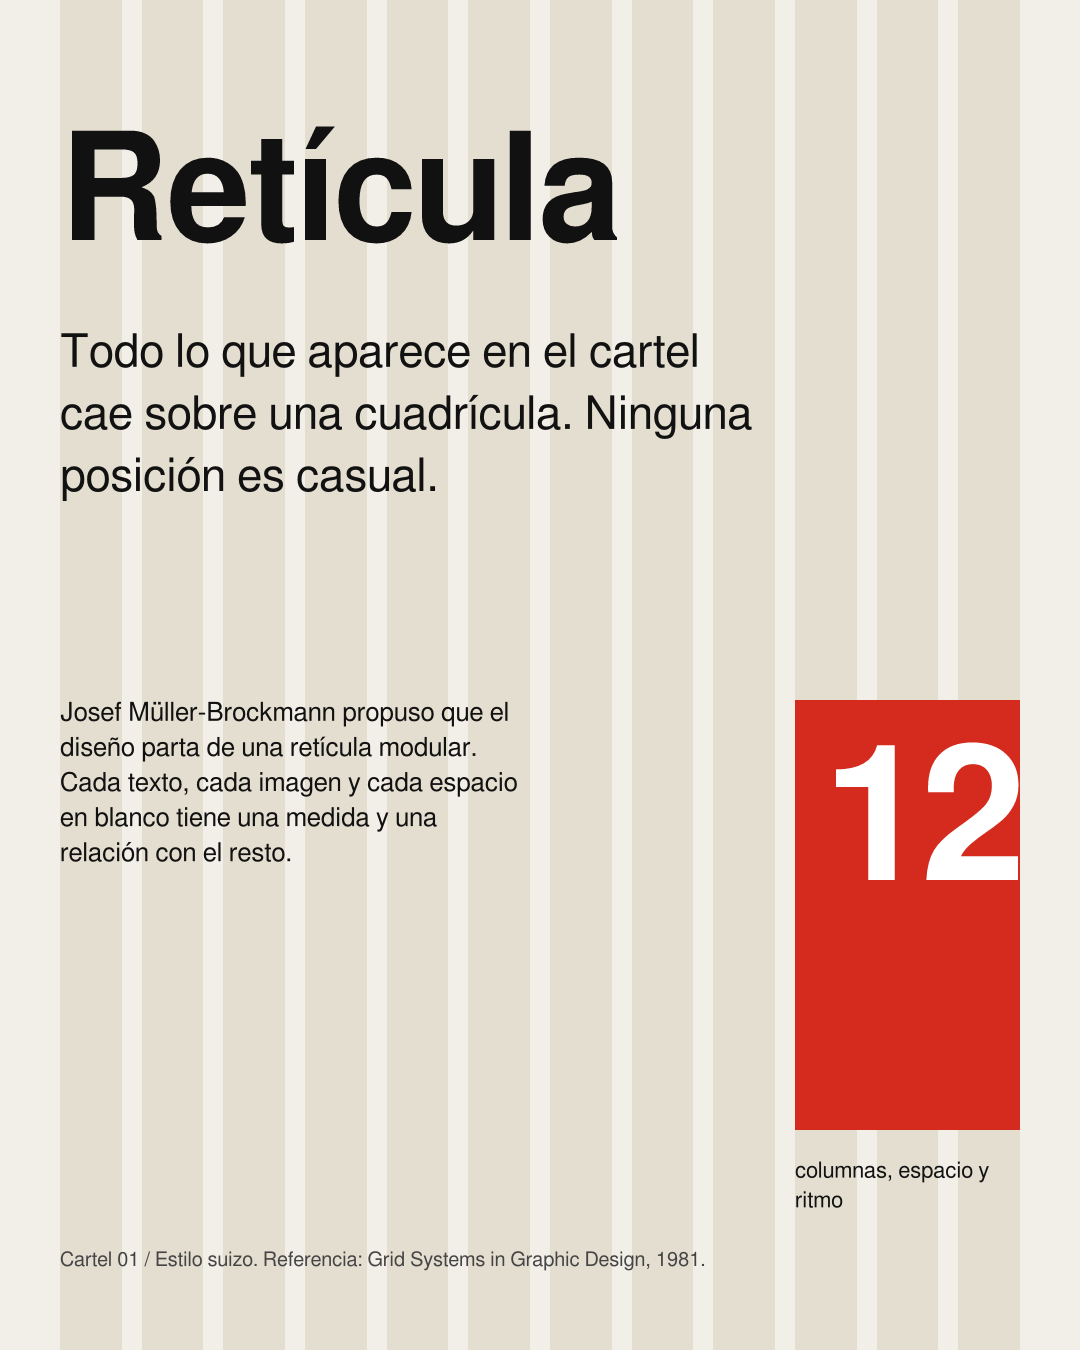 Retícula
Todo lo que aparece en el cartel
cae sobre una cuadrícula. Ninguna
posición es casual.
Josef Müller-Brockmann propuso que el
diseño parta de una retícula modular.
Cada texto, cada imagen y cada espacio
en blanco tiene una medida y una
relación con el resto.
12
columnas, espacio y
ritmo
Cartel 01 / Estilo suizo. Referencia: Grid Systems in Graphic Design, 1981.